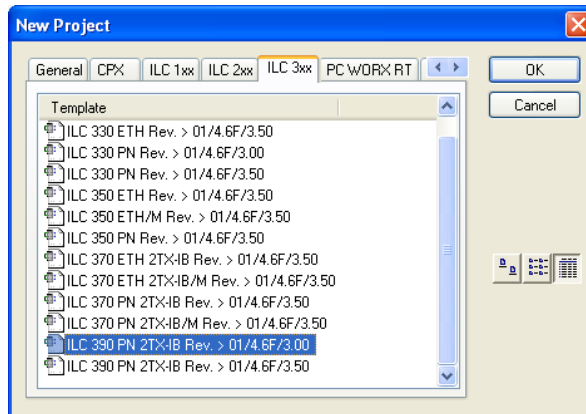 New Project
General CPX ILC 1xx ILC 2xx ILC 3xx PC WORX RT
OK
Cancel
Template
ILC 330 ETH Rev. > 01/4.6F/3.50
ILC 330 PN Rev. > 01/4.6F/3.00
ILC 330 PN Rev. > 01/4.6F/3.50
ILC 350 ETH Rev. > 01/4.6F/3.50
ILC 350 ETH/M Rev. > 01/4.6F/3.50
ILC 350 PN Rev. > 01/4.6F/3.50
ILC 370 ETH 2TX-IB Rev. > 01/4.6F/3.50
ILC 370 ETH 2TX-IB/M Rev. > 01/4.6F/3.50
ILC 370 PN 2TX-IB Rev. > 01/4.6F/3.50
ILC 370 PN 2TX-IB/M Rev. > 01/4.6F/3.50
ILC 390 PN 2TX-IB Rev. > 01/4.6F/3.00
ILC 390 PN 2TX-IB Rev. > 01/4.6F/3.50